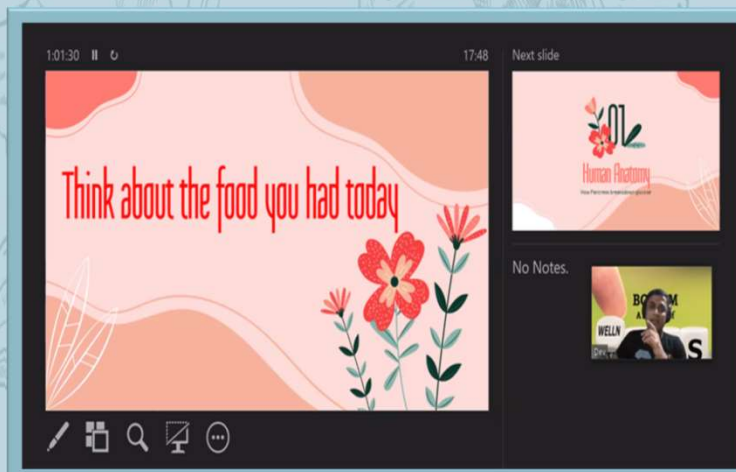 1:01:30
17:48
Think about the food you had today
Next slide
01
Human Anatomy
No Notes.
WELLN
S